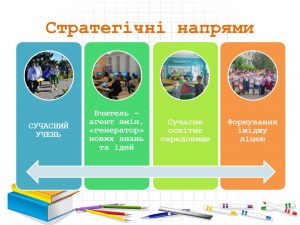 Стратегічні напрями
СУЧАСНИЙ
УЧЕНЬ
Вчитель –
агент змін,
«генератор»
нових знань
та ідей
Сучасне
освітнє
середовище
Формування
іміджу
ліцею